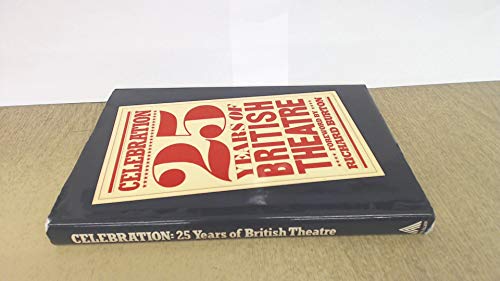 CELEBRATION
25
YEARS OF
BRITISH
THEATRE
FOREWORD BY
RICHARD BURTON
CELEBRATION: 25 Years of British Theatre